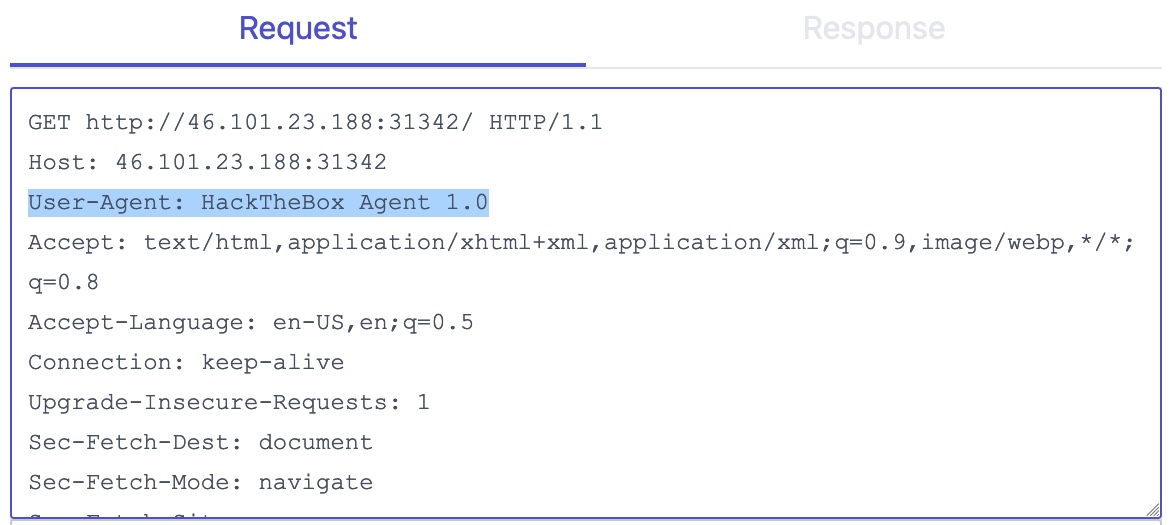 Request
Response
GET http://46.101.23.188:31342/ HTTP/1.1
Host: 46.101.23.188:31342
User-Agent: HackTheBox Agent 1.0
Accept: text/html,application/xhtml+xml,application/xml;q=0.9,image/webp,*/*;
q=0.8
Accept-Language: en-US,en;q=0.5
Connection: keep-alive
Upgrade-Insecure-Requests: 1
Sec-Fetch-Dest: document
Sec-Fetch-Mode: navigate